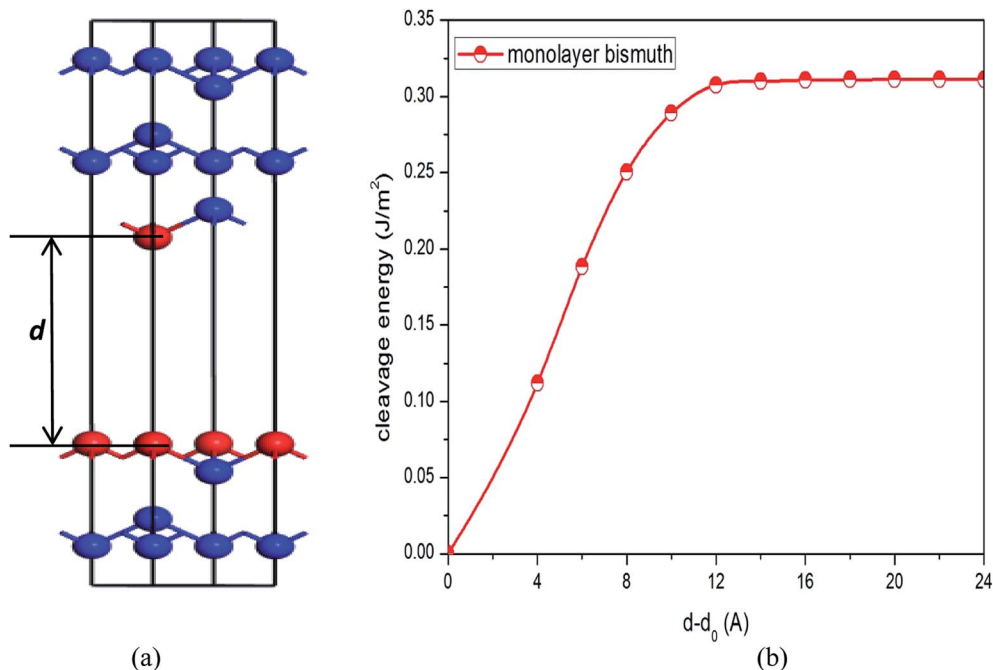 d
(a)
monolayer bismuth
cleavage energy (J/m²)
0.35
0.30
0.25
0.20
0.15
0.10
0.05
0.00
0 4 8 12 16 20 24
d-d₀ (A)
(b)